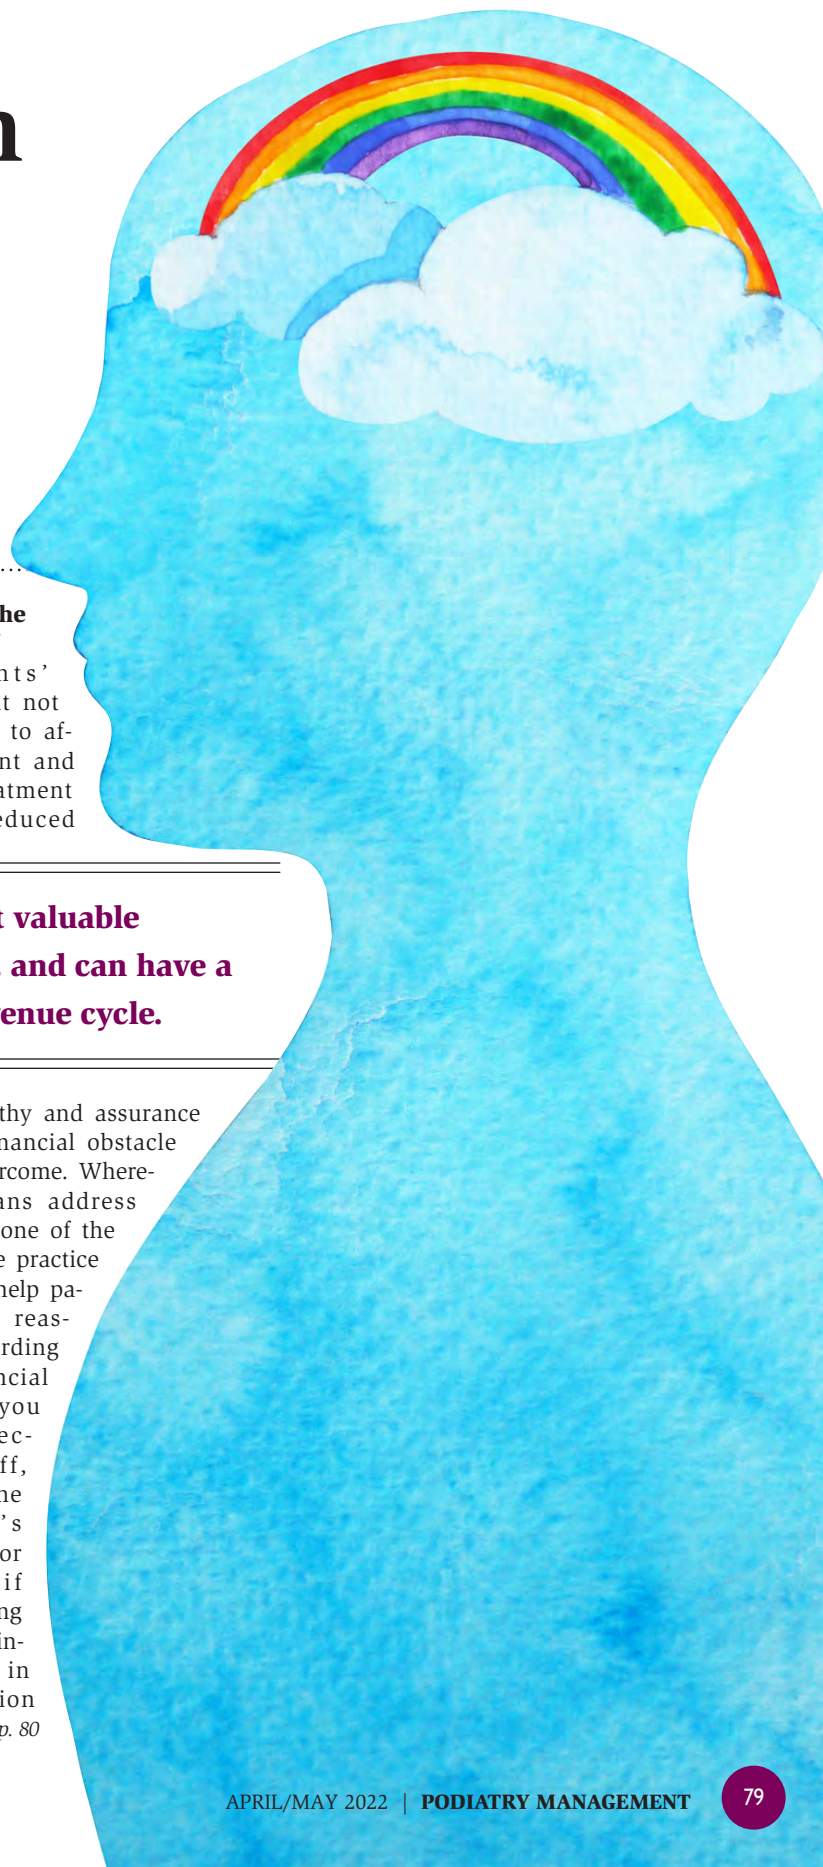 n
he
nts’
t not
to af-
nt and
atment
educed
t valuable
and can have a
venue cycle.
thy and assurance
nancial obstacle
rcome. Where-
ans address
one of the
e practice
help pa-
reas-
rding
ncial
you
ec-
ff,
he
’s
or
if
ng
in-
in
ion
p. 80
APRIL/MAY 2022 | PODIATRY MANAGEMENT
79